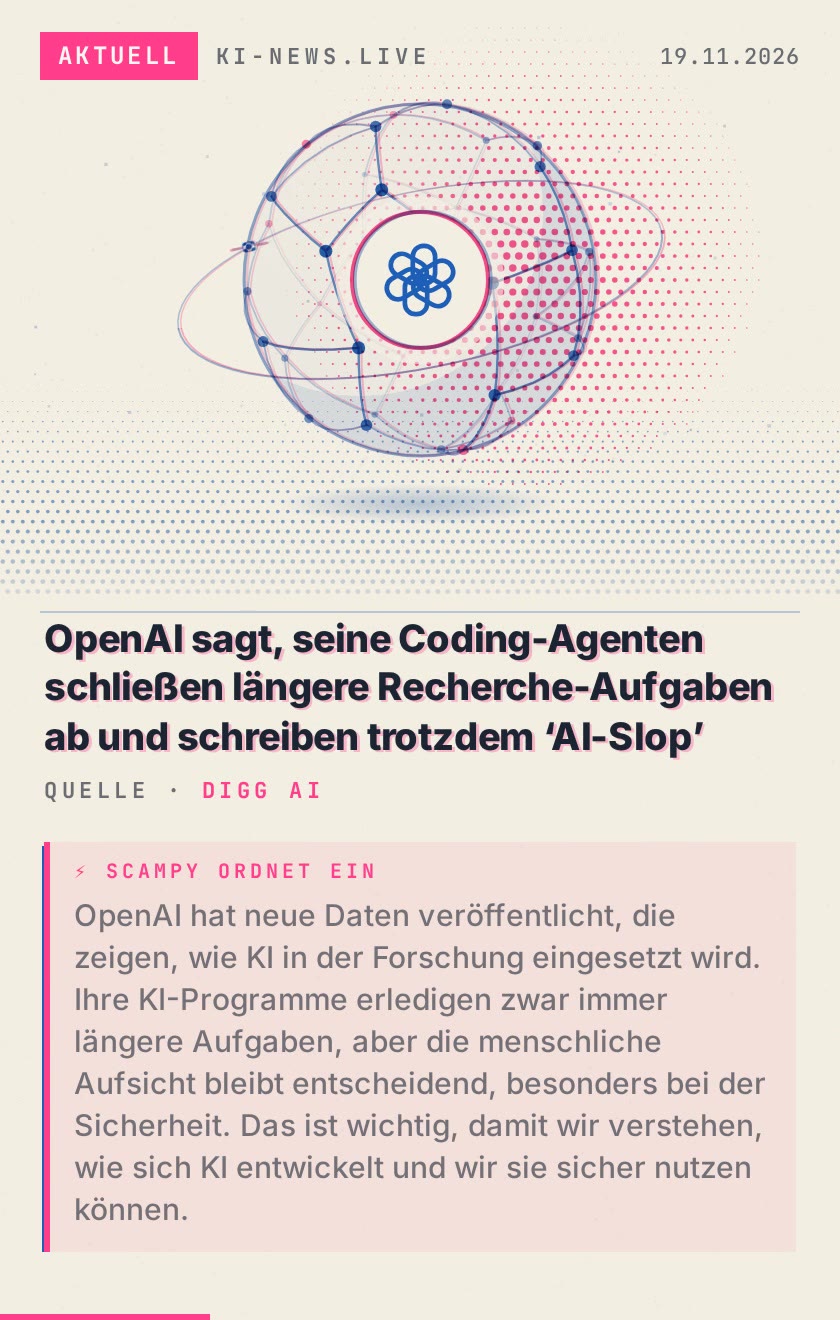 AKTUELL KI-NEWS.LIVE 19.11.2026
OpenAI sagt, seine Coding-Agenten
schließen längere Recherche-Aufgaben
ab und schreiben trotzdem ‘AI-Slop’
QUELLE · DIGG AI
⚡ SCAMPY ORDNET EIN
OpenAI hat neue Daten veröffentlicht, die
zeigen, wie KI in der Forschung eingesetzt wird.
Ihre KI-Programme erledigen zwar immer
längere Aufgaben, aber die menschliche
Aufsicht bleibt entscheidend, besonders bei der
Sicherheit. Das ist wichtig, damit wir verstehen,
wie sich KI entwickelt und wir sie sicher nutzen
können.